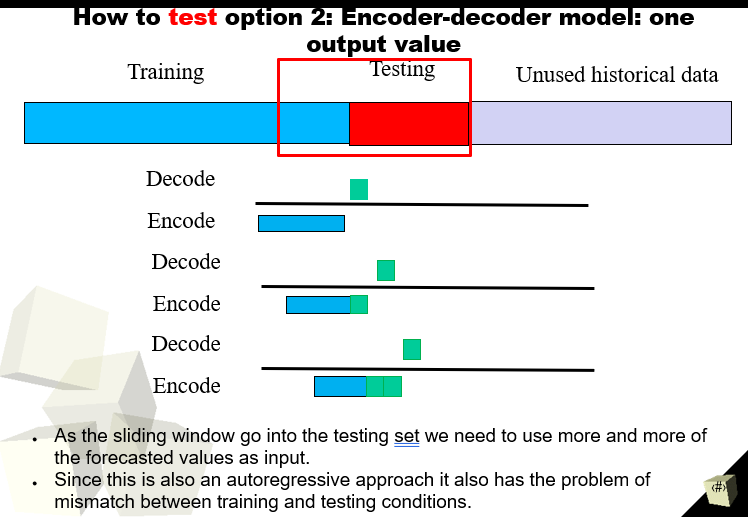 How to test option 2: Encoder-decoder model: one
output value
Training
Testing
Unused historical data
Decode
Encode
Decode
Encode
Decode
Encode
• As the sliding window go into the testing set we need to use more and more of
the forecasted values as input.
• Since this is also an autoregressive approach it also has the problem of
mismatch between training and testing conditions.
‹#›